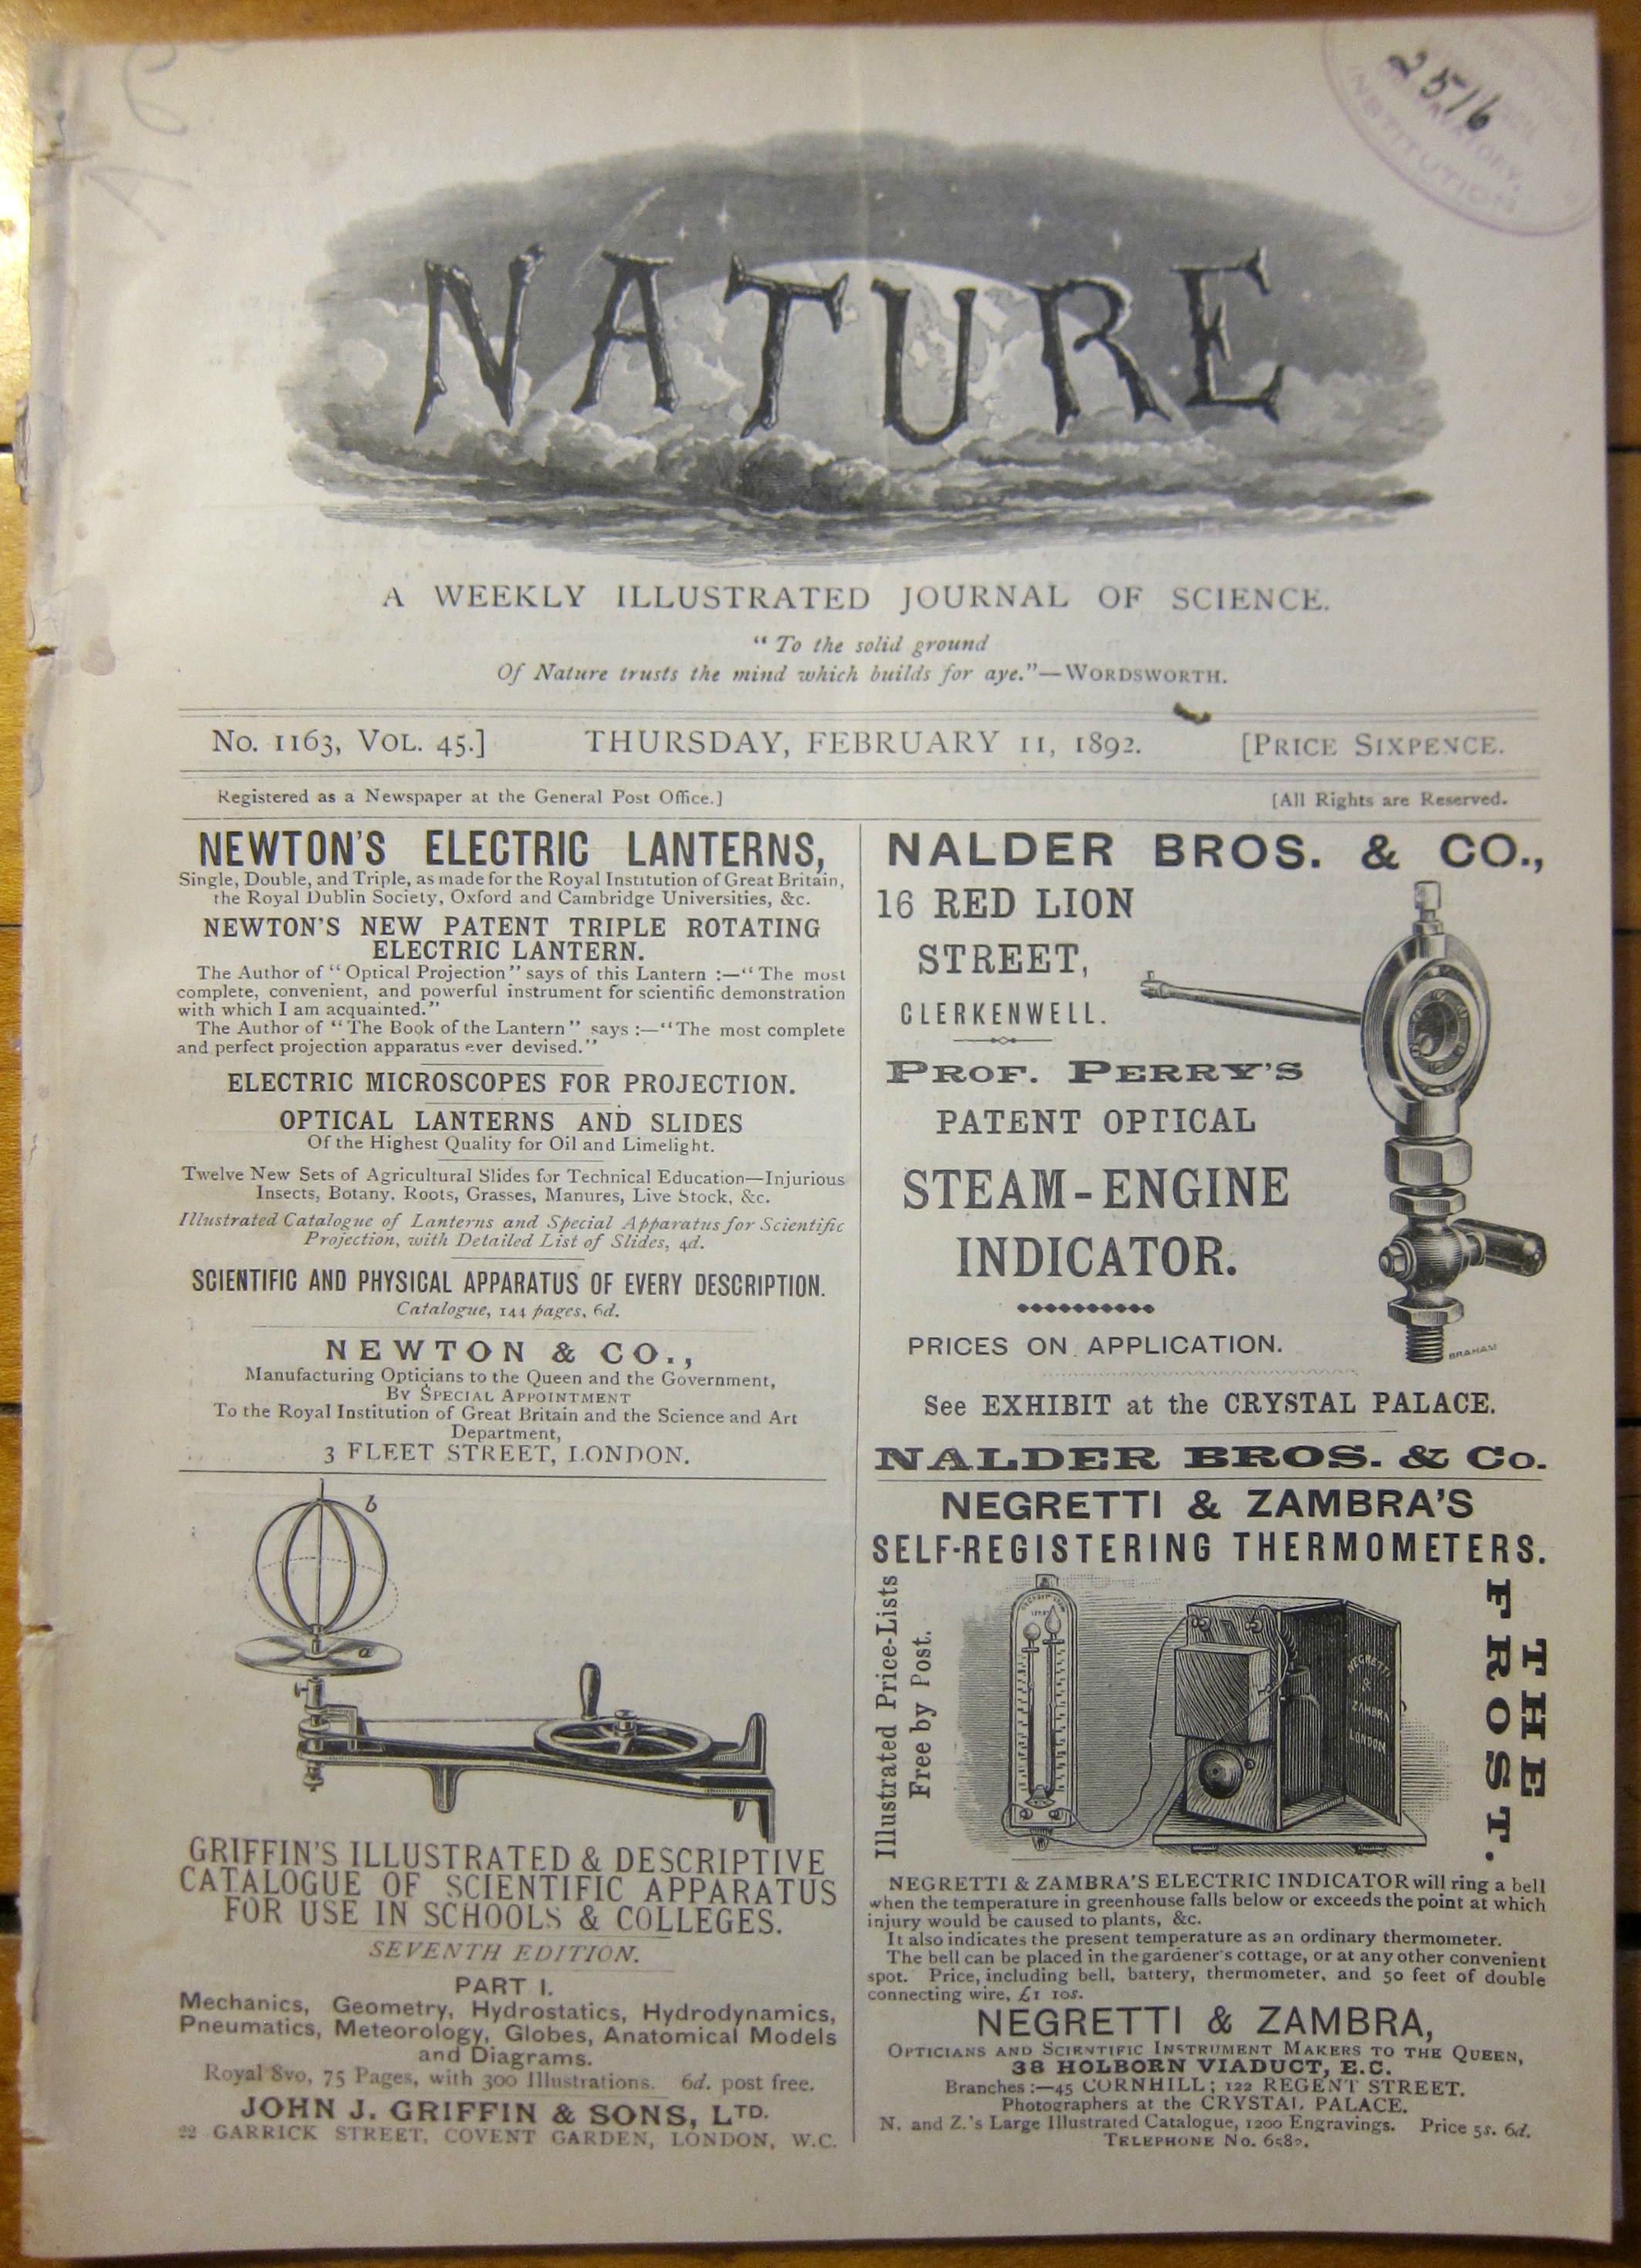 2516
NSTITUTION
NATURE
A WEEKLY ILLUSTRATED JOURNAL OF SCIENCE.
“To the solid ground
Of Nature trusts the mind which builds for aye.”—WORDSWORTH.
No. 1163, VOL. 45.]
THURSDAY, FEBRUARY 11, 1892.
[PRICE SIXPENCE.
Registered as a Newspaper at the General Post Office.]
[All Rights are Reserved.
NEWTON'S ELECTRIC LANTERNS,
Single, Double, and Triple, as made for the Royal Institution of Great Britain,
the Royal Dublin Society, Oxford and Cambridge Universities, &c.
NEWTON'S NEW PATENT TRIPLE ROTATING
ELECTRIC LANTERN.
The Author of “Optical Projection” says of this Lantern :—“The most
complete, convenient, and powerful instrument for scientific demonstration
with which I am acquainted.”
The Author of “The Book of the Lantern” says :—“The most complete
and perfect projection apparatus ever devised.”
ELECTRIC MICROSCOPES FOR PROJECTION.
OPTICAL LANTERNS AND SLIDES
Of the Highest Quality for Oil and Limelight.
Twelve New Sets of Agricultural Slides for Technical Education—Injurious
Insects, Botany, Roots, Grasses, Manures, Live Stock, &c.
Illustrated Catalogue of Lanterns and Special Apparatus for Scientific
Projection, with Detailed List of Slides, 4d.
SCIENTIFIC AND PHYSICAL APPARATUS OF EVERY DESCRIPTION.
Catalogue, 144 pages, 6d.
NEWTON & CO.,
Manufacturing Opticians to the Queen and the Government,
BY SPECIAL APPOINTMENT
To the Royal Institution of Great Britain and the Science and Art
Department,
3 FLEET STREET, LONDON.
b
a
GRIFFIN'S ILLUSTRATED & DESCRIPTIVE
CATALOGUE OF SCIENTIFIC APPARATUS
FOR USE IN SCHOOLS & COLLEGES.
SEVENTH EDITION.
PART I.
Mechanics, Geometry, Hydrostatics, Hydrodynamics,
Pneumatics, Meteorology, Globes, Anatomical Models
and Diagrams.
Royal 8vo, 75 Pages, with 300 Illustrations. 6d. post free.
JOHN J. GRIFFIN & SONS, LTD.
22 GARRICK STREET, COVENT GARDEN, LONDON, W.C.
NALDER BROS. & CO.,
16 RED LION
STREET,
CLERKENWELL.
PROF. PERRY'S
PATENT OPTICAL
STEAM-ENGINE
INDICATOR.
PRICES ON APPLICATION.
BRAHAM
See EXHIBIT at the CRYSTAL PALACE.
NALDER BROS. & Co.
NEGRETTI & ZAMBRA'S
SELF-REGISTERING THERMOMETERS.
Illustrated Price-Lists
Free by Post.
NEGRETTI
&
ZAMBRA
LONDON
THE
FROST.
NEGRETTI & ZAMBRA'S ELECTRIC INDICATOR will ring a bell
when the temperature in greenhouse falls below or exceeds the point at which
injury would be caused to plants, &c.
It also indicates the present temperature as an ordinary thermometer.
The bell can be placed in the gardener's cottage, or at any other convenient
spot. Price, including bell, battery, thermometer, and 50 feet of double
connecting wire, £1 10s.
NEGRETTI & ZAMBRA,
OPTICIANS AND SCIENTIFIC INSTRUMENT MAKERS TO THE QUEEN,
38 HOLBORN VIADUCT, E.C.
Branches :—45 CORNHILL; 122 REGENT STREET.
Photographers at the CRYSTAL PALACE.
N. and Z.'s Large Illustrated Catalogue, 1200 Engravings. Price 5s. 6d.
TELEPHONE No. 6583.